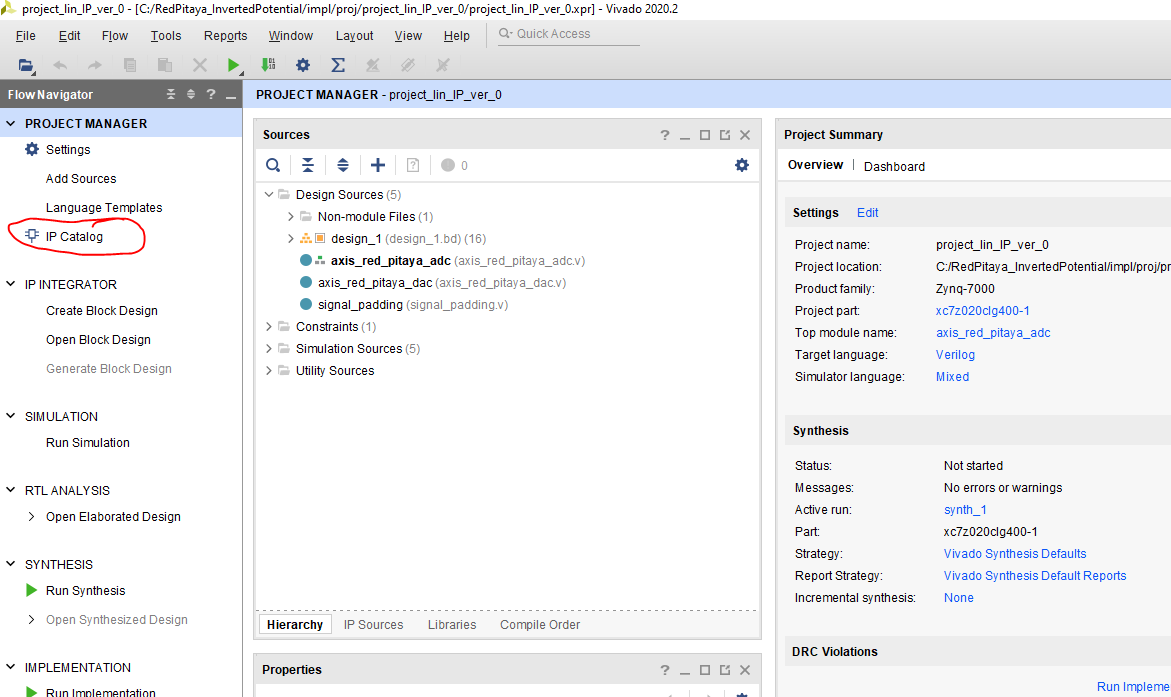 project_lin_IP_ver_0 - [C:/RedPitaya_InvertedPotential/impl/proj/project_lin_IP_ver_0/project_lin_IP_ver_0.xpr] - Vivado 2020.2
File Edit Flow Tools Reports Window Layout View Help Quick Access
Flow Navigator
PROJECT MANAGER
Settings
Add Sources
Language Templates
IP Catalog
IP INTEGRATOR
Create Block Design
Open Block Design
Generate Block Design
SIMULATION
Run Simulation
RTL ANALYSIS
Open Elaborated Design
SYNTHESIS
Run Synthesis
Open Synthesized Design
IMPLEMENTATION
Run Implementation
PROJECT MANAGER - project_lin_IP_ver_0
Sources
0
Design Sources (5)
Non-module Files (1)
design_1 (design_1.bd) (16)
axis_red_pitaya_adc (axis_red_pitaya_adc.v)
axis_red_pitaya_dac (axis_red_pitaya_dac.v)
signal_padding (signal_padding.v)
Constraints (1)
Simulation Sources (5)
Utility Sources
Hierarchy IP Sources Libraries Compile Order
Properties
Project Summary
Overview | Dashboard
Settings Edit
Project name: project_lin_IP_ver_0
Project location: C:/RedPitaya_InvertedPotential/impl/proj/pr
Product family: Zynq-7000
Project part: xc7z020clg400-1
Top module name: axis_red_pitaya_adc
Target language: Verilog
Simulator language: Mixed
Synthesis
Status: Not started
Messages: No errors or warnings
Active run: synth_1
Part: xc7z020clg400-1
Strategy: Vivado Synthesis Defaults
Report Strategy: Vivado Synthesis Default Reports
Incremental synthesis: None
DRC Violations
Run Impleme